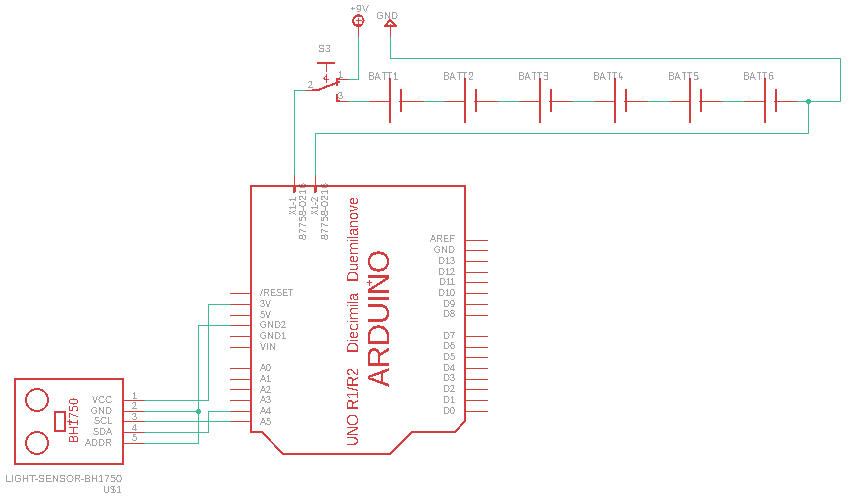 +9V
GND
S3
1
4
2
3
BATT1
BATT2
BATT3
BATT4
BATT5
BATT6
X1-1
87758-0216
X1-2
87758-0216
UNO R1/R2 Diecimila Duemilanove
ARDUINO
/RESET
3V
5V
GND2
GND1
VIN
A0
A1
A2
A3
A4
A5
AREF
GND
D13
D12
D11
D10
D9
D8
D7
D6
D5
D4
D3
D2
D1
D0
VCC 1
GND 2
SCL 3
SDA 4
ADDR 5
BH1750
LIGHT-SENSOR-BH1750
U$1